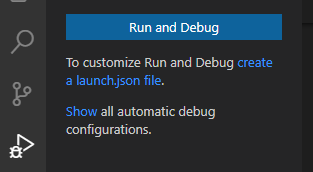 Run and Debug
To customize Run and Debug create
a launch.json file.
Show all automatic debug
configurations.